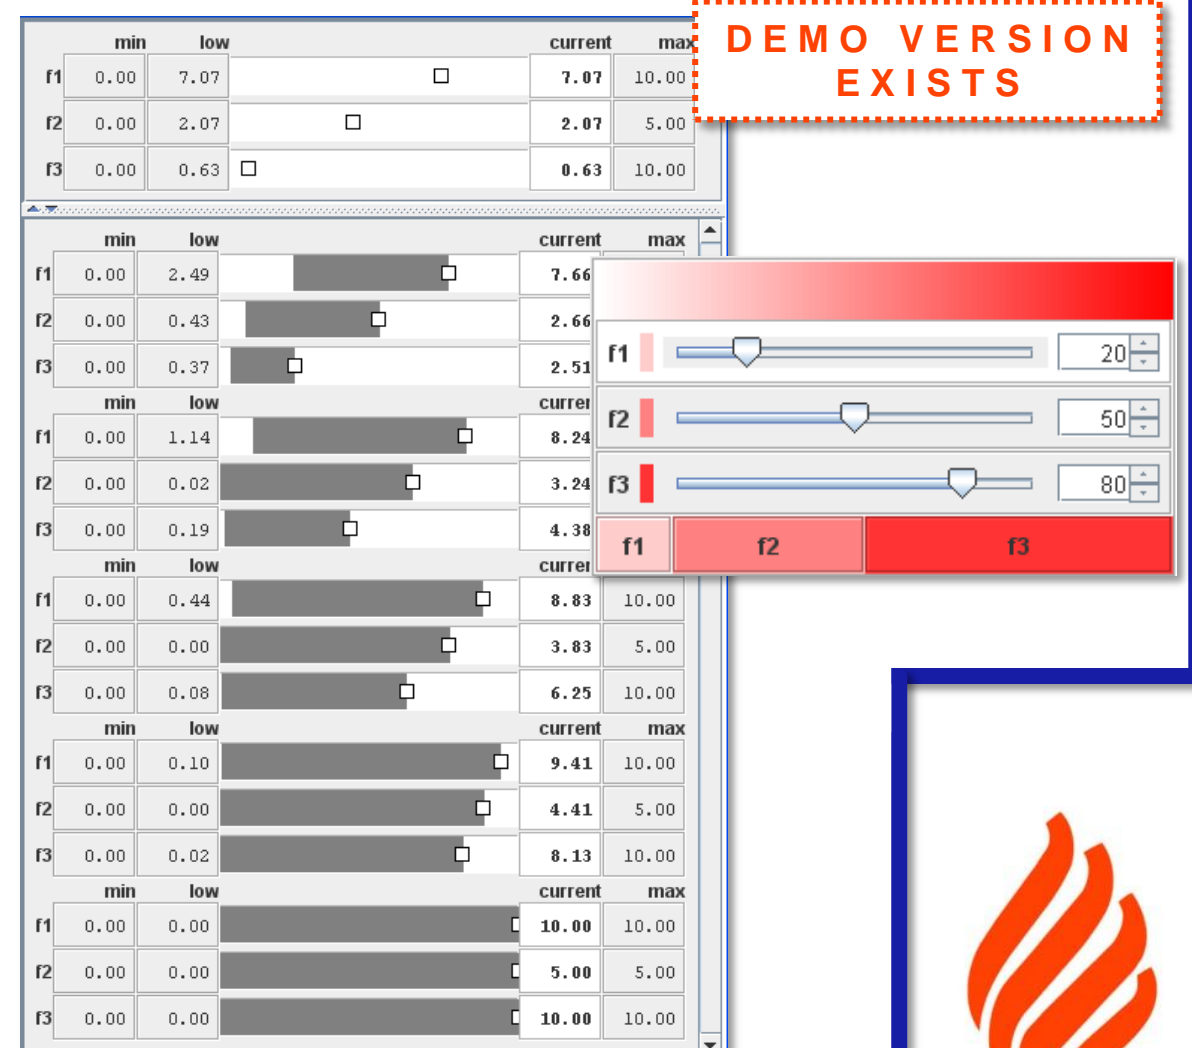 DEMO VERSION
EXISTS
min low current max
f1 0.00 7.07 7.07 10.00
f2 0.00 2.07 2.07 5.00
f3 0.00 0.63 0.63 10.00
min low current max
f1 0.00 2.49 7.66
f2 0.00 0.43 2.66
f3 0.00 0.37 2.51
min low
f1 0.00 1.14 8.24
f2 0.00 0.02 3.24
f3 0.00 0.19 4.38
min low
f1 0.00 0.44 8.83 10.00
f2 0.00 0.00 3.83 5.00
f3 0.00 0.08 6.25 10.00
min low current max
f1 0.00 0.10 9.41 10.00
f2 0.00 0.00 4.41 5.00
f3 0.00 0.02 8.13 10.00
min low current max
f1 0.00 0.00 10.00 10.00
f2 0.00 0.00 5.00 5.00
f3 0.00 0.00 10.00 10.00
f1 20
f2 50
f3 80
f1 f2 f3